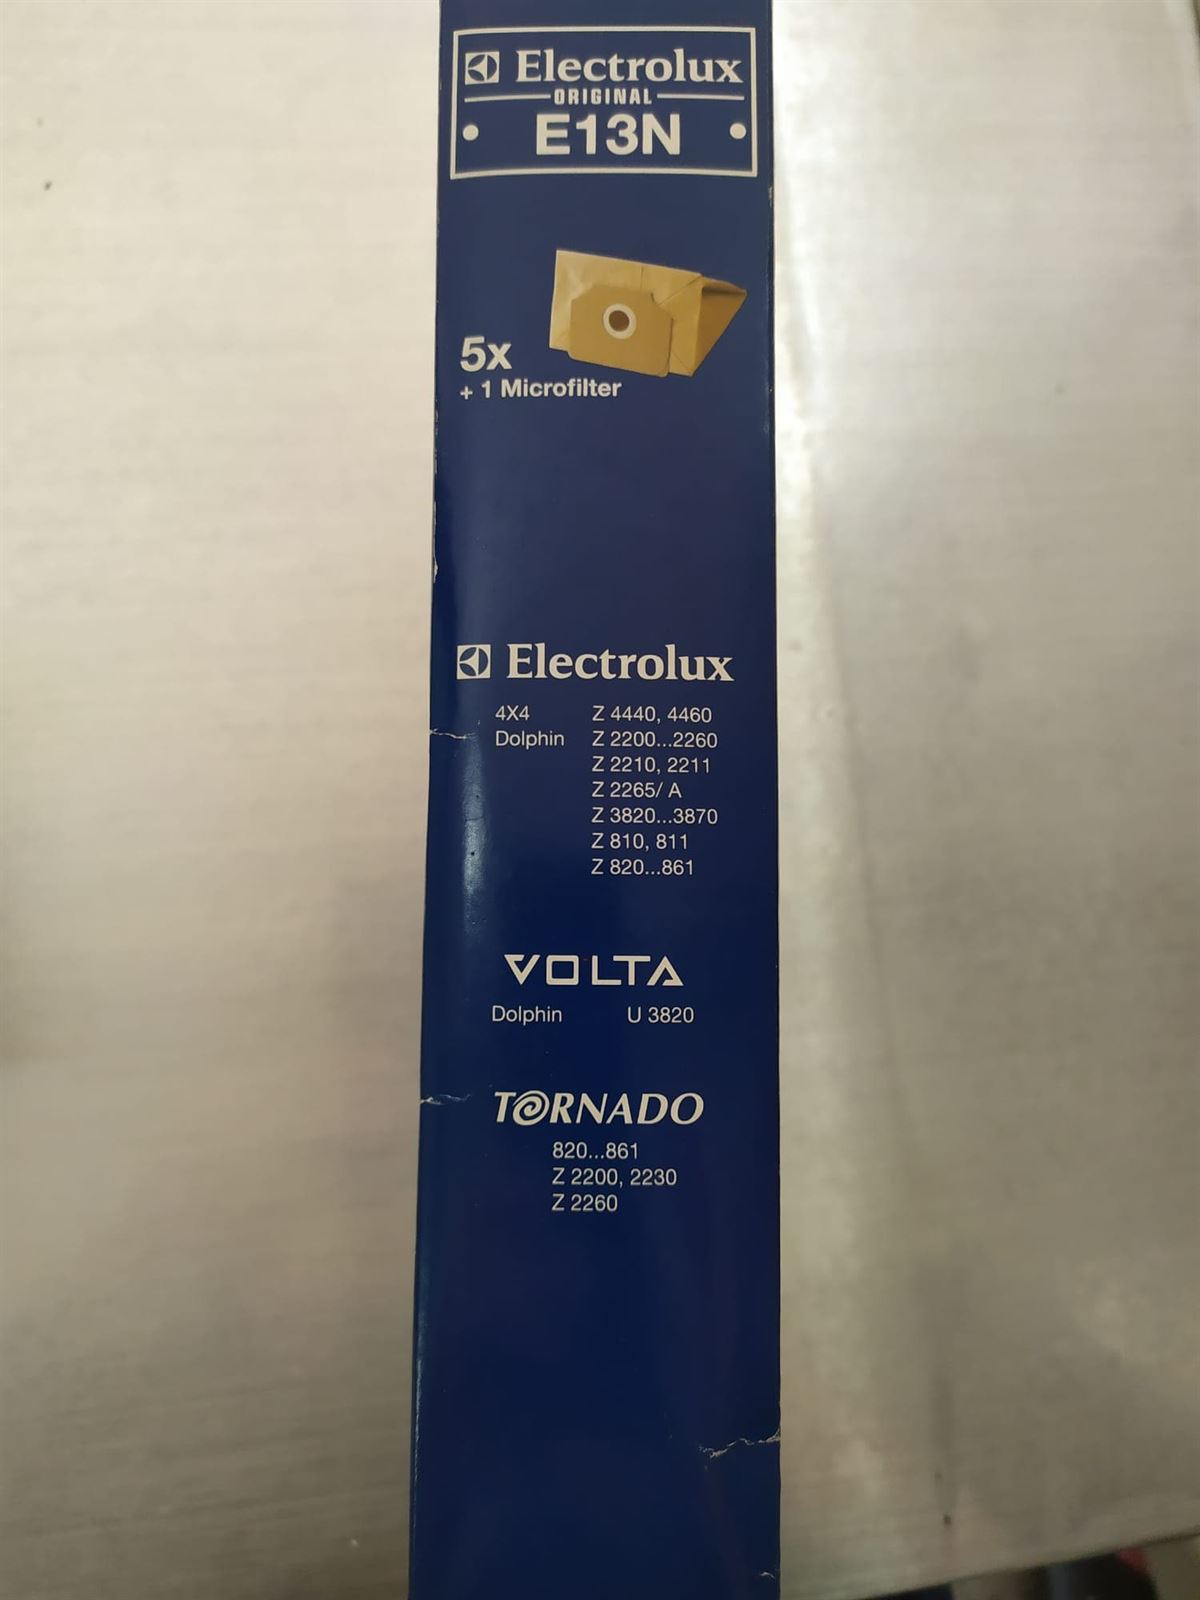 Electrolux
ORIGINAL
E13N
5x
+ 1 Microfilter
Electrolux
4X4 Z 4440, 4460
Dolphin Z 2200...2260
Z 2210, 2211
Z 2265/ A
Z 3820...3870
Z 810, 811
Z 820...861
VOLTA
Dolphin U 3820
TORNADO
820...861
Z 2200, 2230
Z 2260